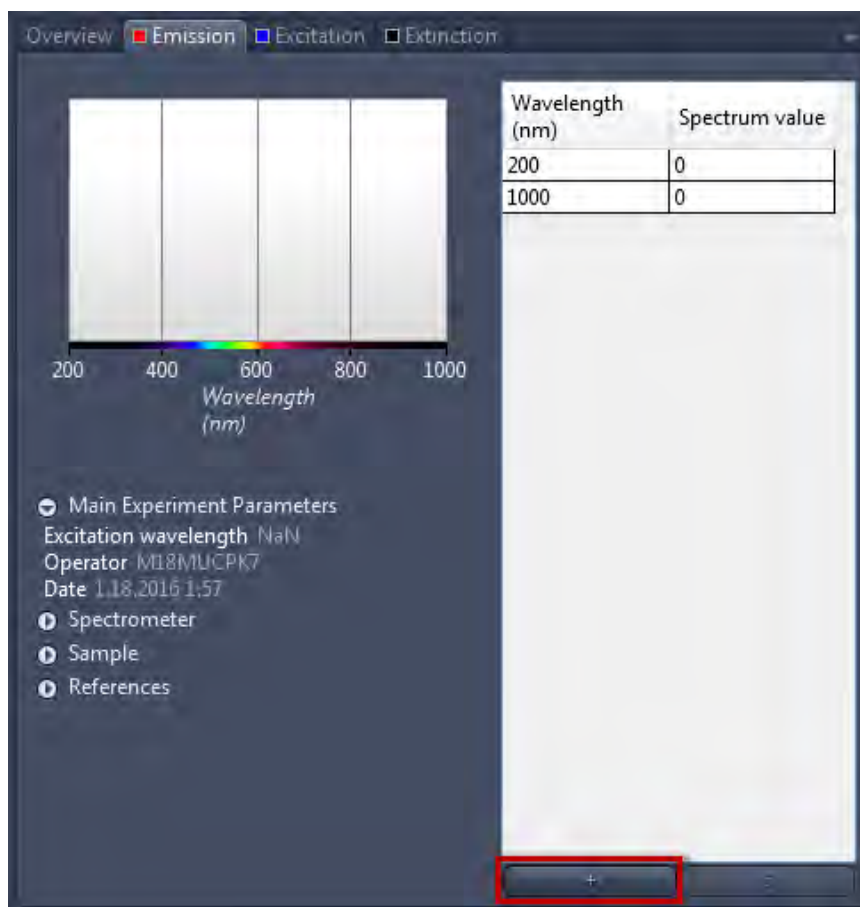 Overview Emission Excitation Extinction
200 400 600 800 1000
Wavelength
(nm)
Main Experiment Parameters
Excitation wavelength NaN
Operator M18MUCPK7
Date 1.18.2016 1:57
Spectrometer
Sample
References
Wavelength
(nm) Spectrum value
200 0
1000 0
+ -